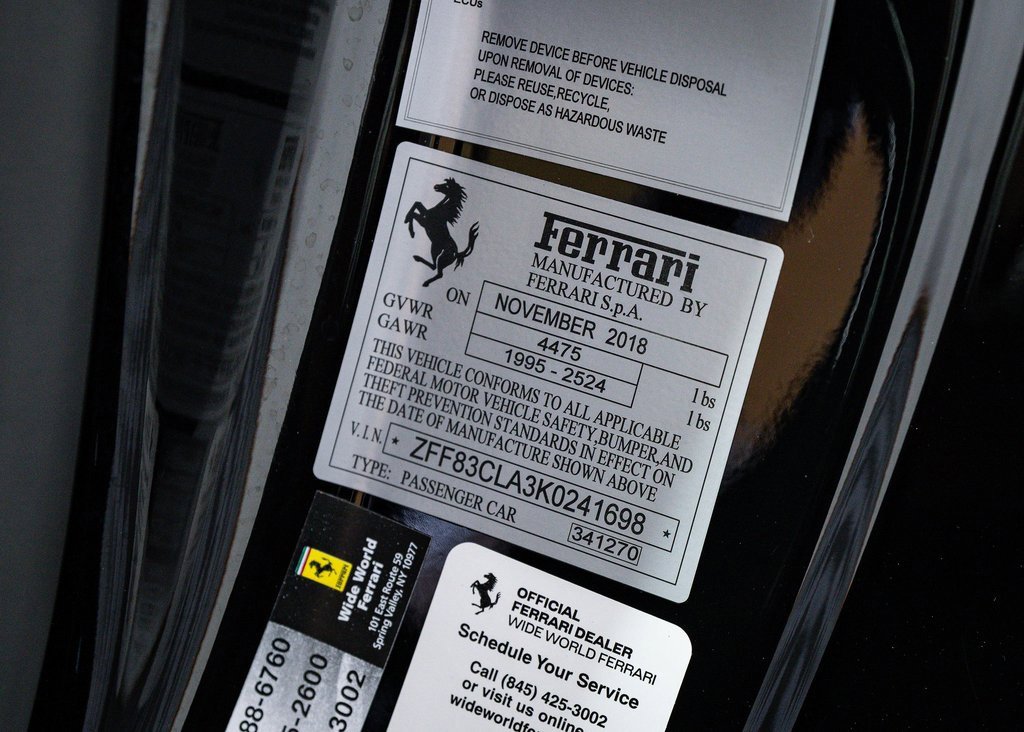 ECUs
REMOVE DEVICE BEFORE VEHICLE DISPOSAL
UPON REMOVAL OF DEVICES:
PLEASE REUSE,RECYCLE,
OR DISPOSE AS HAZARDOUS WASTE
Ferrari
MANUFACTURED BY
FERRARI S.p.A.
ON NOVEMBER 2018
GVWR 4475 lbs
GAWR 1995 - 2524 lbs
THIS VEHICLE CONFORMS TO ALL APPLICABLE
FEDERAL MOTOR VEHICLE SAFETY,BUMPER,AND
THEFT PREVENTION STANDARDS IN EFFECT ON
THE DATE OF MANUFACTURE SHOWN ABOVE
V.I.N. * ZFF83CLA3K0241698 *
TYPE: PASSENGER CAR 341270
Ferrari
Wide World
Ferrari
101 East Route 59
Spring Valley, NY 10977
88-6760
5-2600
3002
OFFICIAL
FERRARI DEALER
WIDE WORLD FERRARI
Schedule Your Service
Call (845) 425-3002
or visit us online
wideworldfe